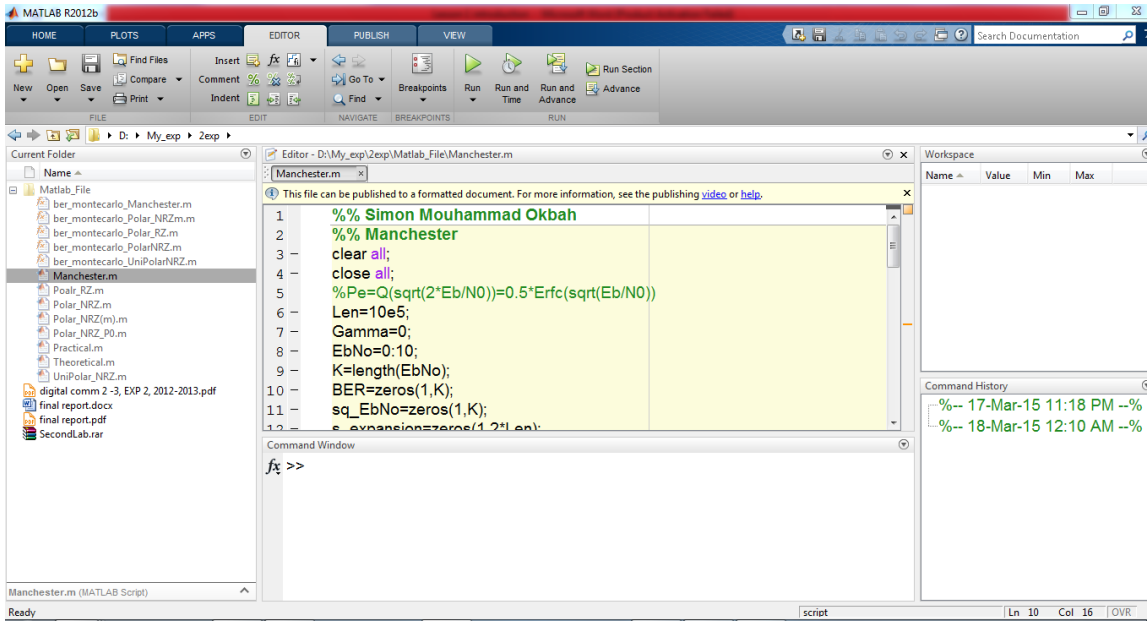 MATLAB R2012b
HOME PLOTS APPS EDITOR PUBLISH VIEW
Search Documentation
New Open Save Find Files Compare Print
Insert fx Comment Indent
Go To Find
Breakpoints
Run Run and Time Run and Advance Run Section Advance
FILE EDIT NAVIGATE BREAKPOINTS RUN
D: My_exp 2exp
Current Folder
Name
Matlab_File
ber_montecarlo_Manchester.m
ber_montecarlo_Polar_NRZm.m
ber_montecarlo_Polar_RZ.m
ber_montecarlo_PolarNRZ.m
ber_montecarlo_UniPolarNRZ.m
Manchester.m
Poalr_RZ.m
Polar_NRZ.m
Polar_NRZ(m).m
Polar_NRZ_P0.m
Practical.m
Theoretical.m
UniPolar_NRZ.m
digital comm 2 -3, EXP 2, 2012-2013.pdf
final report.docx
final report.pdf
SecondLab.rar
Manchester.m (MATLAB Script)
Editor - D:\My_exp\2exp\Matlab_File\Manchester.m
Manchester.m
This file can be published to a formatted document. For more information, see the publishing video or help.
1 %% Simon Mouhammad Okbah
2 %% Manchester
3 – clear all;
4 – close all;
5 %Pe=Q(sqrt(2*Eb/N0))=0.5*Erfc(sqrt(Eb/N0))
6 – Len=10e5;
7 – Gamma=0;
8 – EbNo=0:10;
9 – K=length(EbNo);
10 – BER=zeros(1,K);
11 – sq_EbNo=zeros(1,K);
12 – s_expansion=zeros(1,2*Len);
Command Window
fx >>
Workspace
Name Value Min Max
Command History
%-- 17-Mar-15 11:18 PM --%
%-- 18-Mar-15 12:10 AM --%
Ready
script
Ln 10 Col 16 OVR